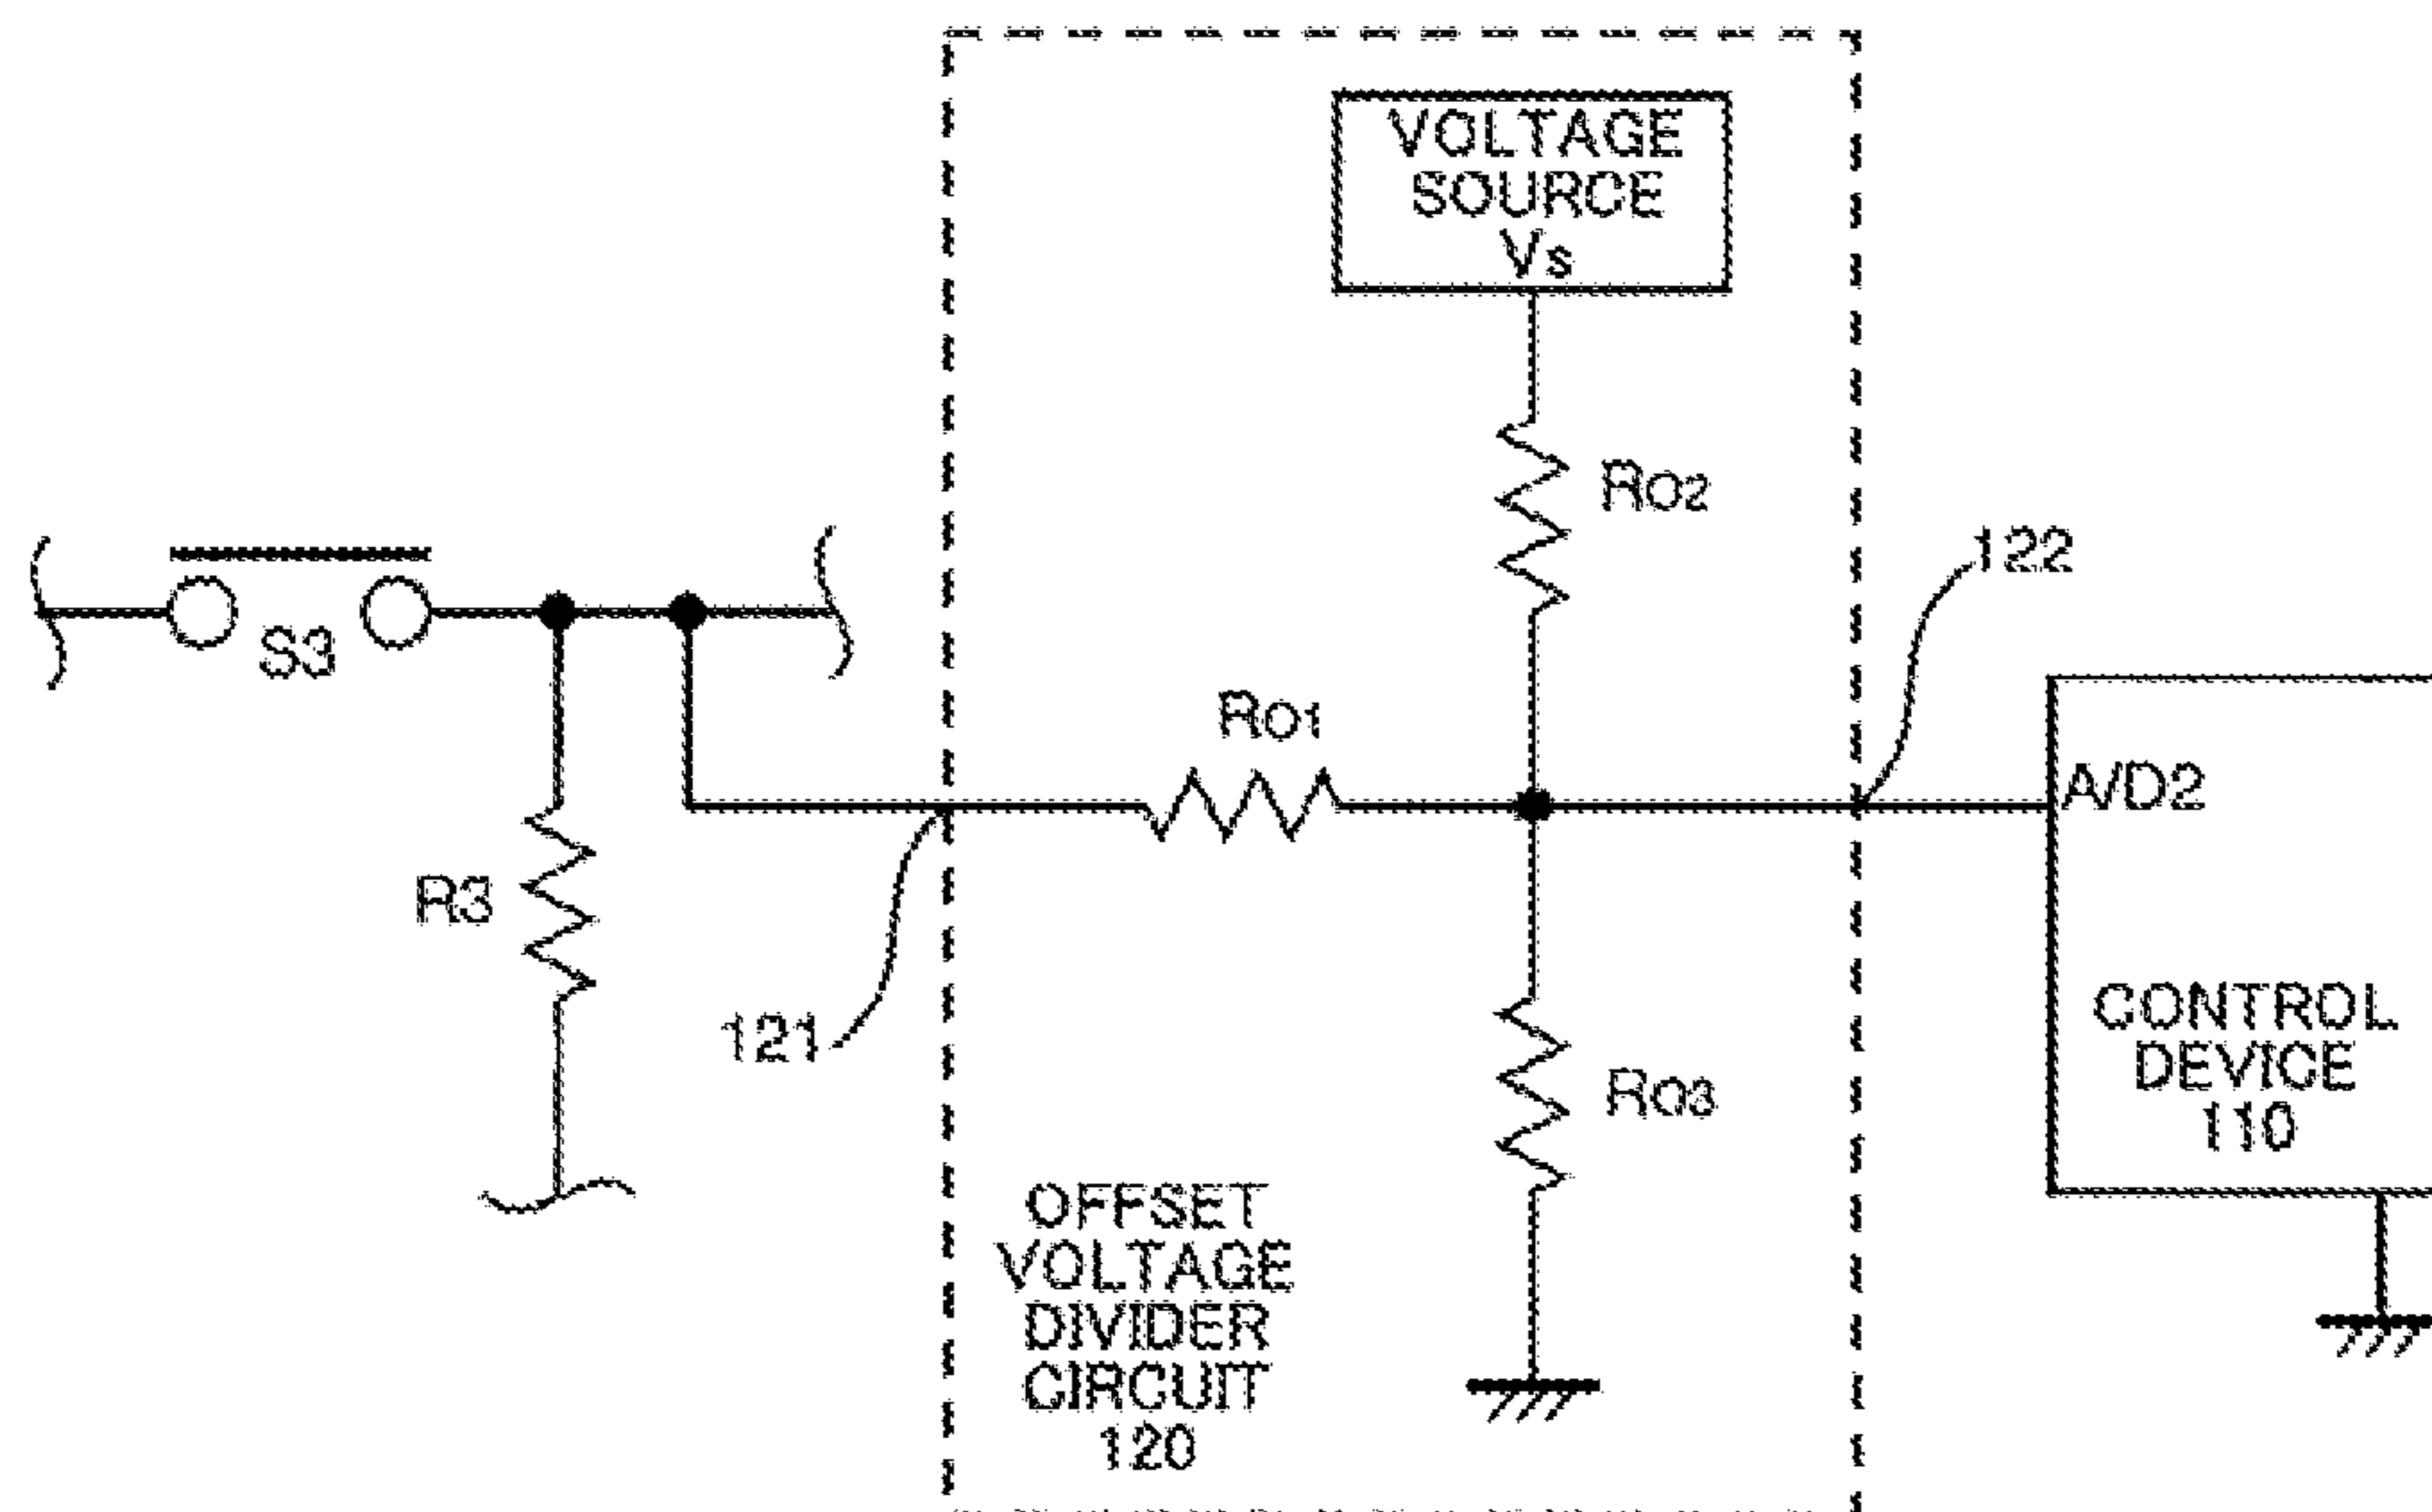 VOLTAGE
SOURCE
Vs
RO2
122
S3
RO1
A/D2
R3
121
CONTROL
DEVICE
110
RO3
OFFSET
VOLTAGE
DIVIDER
CIRCUIT
120